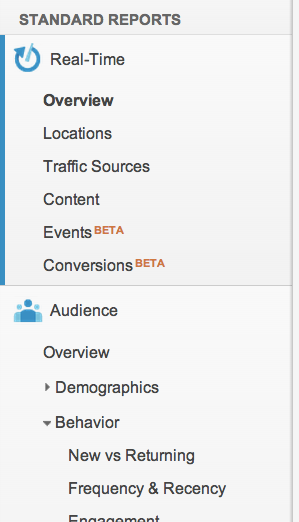 STANDARD REPORTS
Real-Time
Overview
Locations
Traffic Sources
Content
Events BETA
Conversions BETA
Audience
Overview
Demographics
Behavior
New vs Returning
Frequency & Recency
Engagement